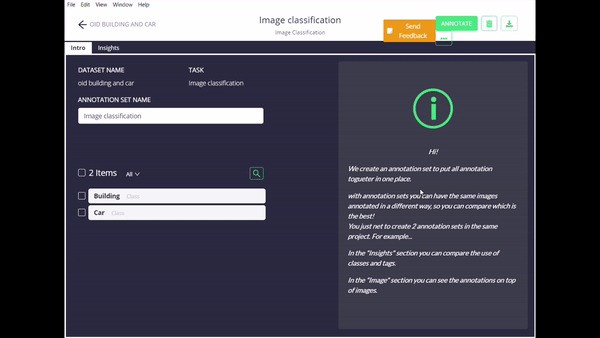 File Edit View Window Help
OID BUILDING AND CAR
Image classification
Image Classification
Send
Feedback
ANNOTATE
...
Intro Insights
DATASET NAME TASK
oid building and car Image classification
ANNOTATION SET NAME
Image classification
2 Items All
Building Class
Car Class
Hi!
We create an annotation set to put all annotation
togueter in one place.
with annotation sets you can have the same images
annotated in a different way, so you can compare which is
the best!
You just net to create 2 annotation sets in the same
project. For example...
In the "Insights" section you can compare the use of
classes and tags.
In the "Image" section you can see the annotations on top
of images.